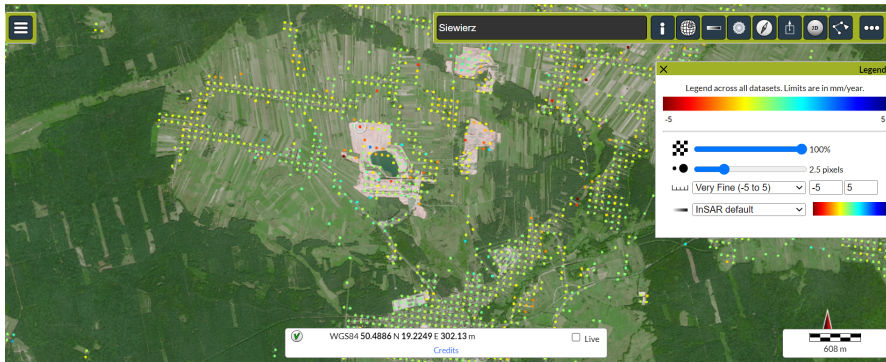 Siewierz
3D
Legend
Legend across all datasets. Limits are in mm/year.
-5 5
100%
2.5 pixels
Very Fine (-5 to 5) -5 5
InSAR default
WGS84 50.4886 N 19.2249 E 302.13 m
Live
Credits
608 m